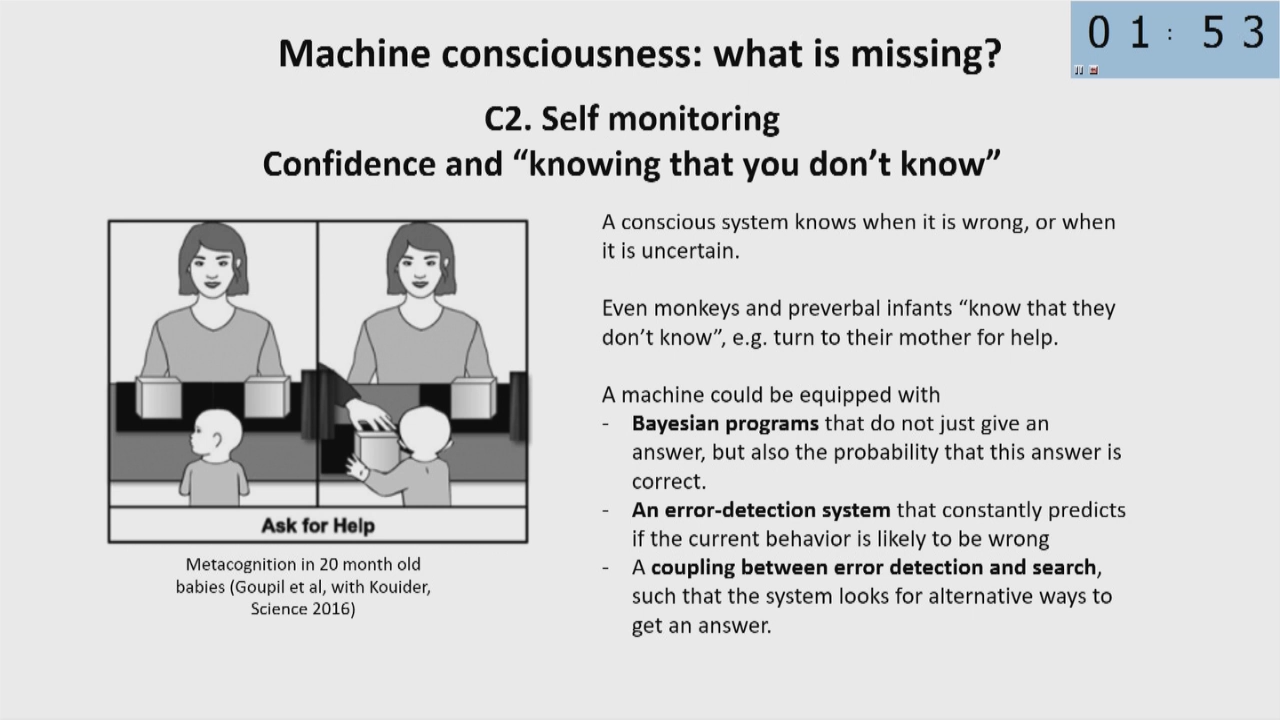 Machine consciousness: what is missing?
01:53
C2. Self monitoring
Confidence and “knowing that you don’t know”
Ask for Help
Metacognition in 20 month old
babies (Goupil et al, with Kouider,
Science 2016)
A conscious system knows when it is wrong, or when
it is uncertain.
Even monkeys and preverbal infants “know that they
don’t know”, e.g. turn to their mother for help.
A machine could be equipped with
- Bayesian programs that do not just give an
answer, but also the probability that this answer is
correct.
- An error-detection system that constantly predicts
if the current behavior is likely to be wrong
- A coupling between error detection and search,
such that the system looks for alternative ways to
get an answer.